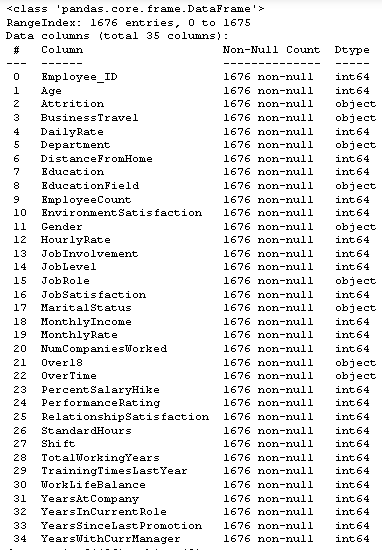 <class 'pandas.core.frame.DataFrame'>
RangeIndex: 1676 entries, 0 to 1675
Data columns (total 35 columns):
 #   Column                    Non-Null Count  Dtype
---  ------                    --------------  -----
 0   Employee_ID               1676 non-null   int64
 1   Age                       1676 non-null   int64
 2   Attrition                 1676 non-null   object
 3   BusinessTravel            1676 non-null   object
 4   DailyRate                 1676 non-null   int64
 5   Department                1676 non-null   object
 6   DistanceFromHome          1676 non-null   int64
 7   Education                 1676 non-null   int64
 8   EducationField            1676 non-null   object
 9   EmployeeCount             1676 non-null   int64
 10  EnvironmentSatisfaction   1676 non-null   int64
 11  Gender                    1676 non-null   object
 12  HourlyRate                1676 non-null   int64
 13  JobInvolvement            1676 non-null   int64
 14  JobLevel                  1676 non-null   int64
 15  JobRole                   1676 non-null   object
 16  JobSatisfaction           1676 non-null   int64
 17  MaritalStatus             1676 non-null   object
 18  MonthlyIncome             1676 non-null   int64
 19  MonthlyRate               1676 non-null   int64
 20  NumCompaniesWorked        1676 non-null   int64
 21  Over18                    1676 non-null   object
 22  OverTime                  1676 non-null   object
 23  PercentSalaryHike         1676 non-null   int64
 24  PerformanceRating         1676 non-null   int64
 25  RelationshipSatisfaction  1676 non-null   int64
 26  StandardHours             1676 non-null   int64
 27  Shift                     1676 non-null   int64
 28  TotalWorkingYears         1676 non-null   int64
 29  TrainingTimesLastYear     1676 non-null   int64
 30  WorkLifeBalance           1676 non-null   int64
 31  YearsAtCompany            1676 non-null   int64
 32  YearsInCurrentRole        1676 non-null   int64
 33  YearsSinceLastPromotion   1676 non-null   int64
 34  YearsWithCurrManager      1676 non-null   int64